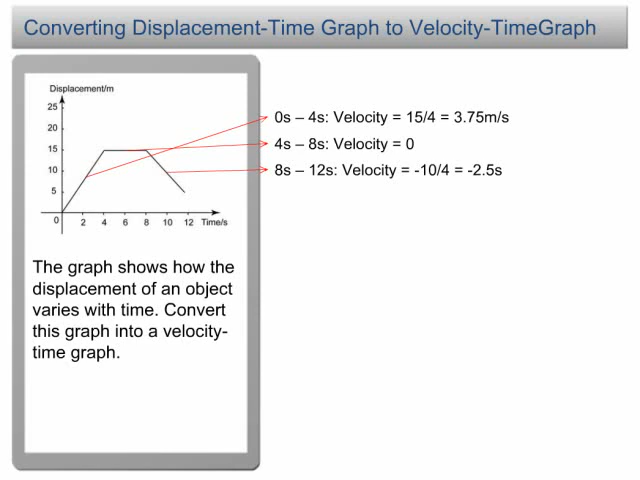 Converting Displacement-Time Graph to Velocity-TimeGraph
Displacement/m
25
20
15
10
5
0 2 4 6 8 10 12 Time/s
0s – 4s: Velocity = 15/4 = 3.75m/s
4s – 8s: Velocity = 0
8s – 12s: Velocity = -10/4 = -2.5s
The graph shows how the
displacement of an object
varies with time. Convert
this graph into a velocity-
time graph.